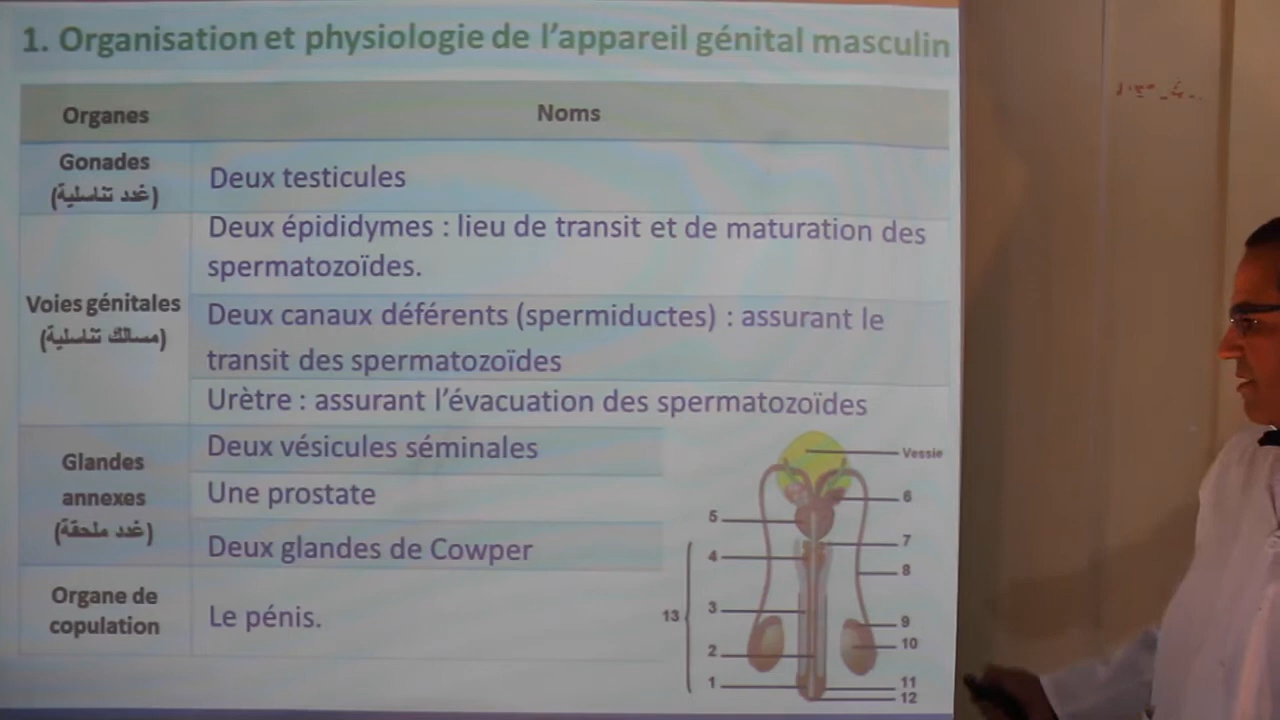 1. Organisation et physiologie de l'appareil génital masculin
Organes
Noms
Gonades
(غدد تناسلية)
Deux testicules
Voies génitales
(مسالك تناسلية)
Deux épididymes : lieu de transit et de maturation des
spermatozoïdes.
Deux canaux déférents (spermiductes) : assurant le
transit des spermatozoïdes
Urètre : assurant l'évacuation des spermatozoïdes
Glandes
annexes
(غدد ملحقة)
Deux vésicules séminales
Une prostate
Deux glandes de Cowper
Organe de
copulation
Le pénis.
Vessie
6
5
7
4
8
3
13
9
10
2
1
11
12